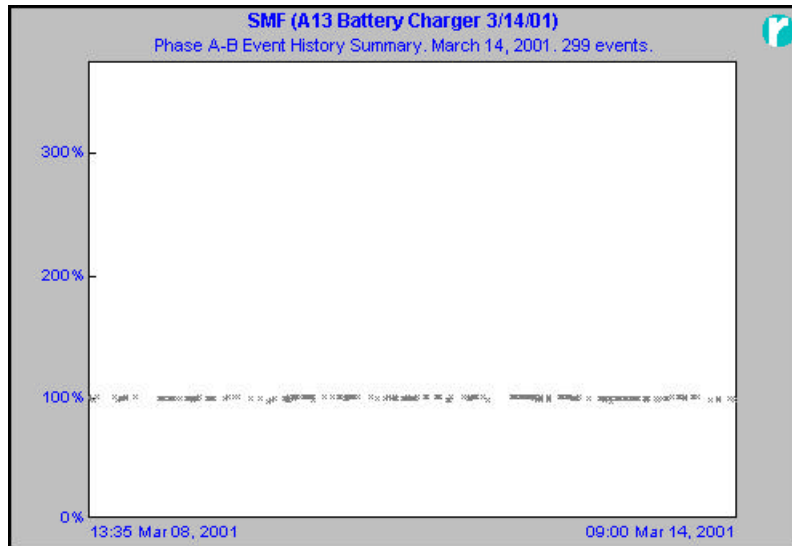 SMF (A13 Battery Charger 3/14/01)
Phase A-B Event History Summary. March 14, 2001. 299 events.
r
300%
200%
100%
0%
13:35 Mar 08, 2001
09:00 Mar 14, 2001